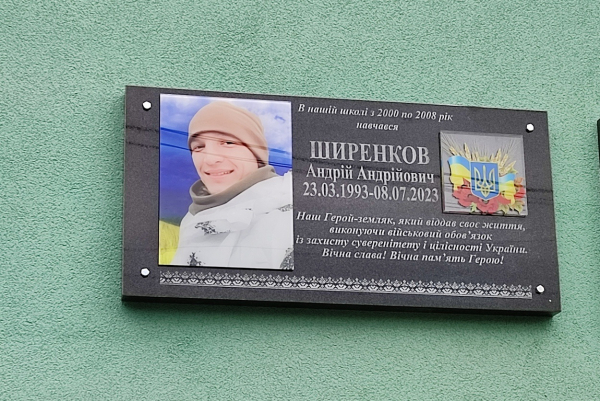 В нашій школі з 2000 по 2008 рік
навчався
ШИРЕНКОВ
Андрій Андрійович
23.03.1993-08.07.2023
Наш Герой-земляк, який віддав своє життя,
виконуючи військовий обов'язок
із захисту суверенітету і цілісності України.
Вічна слава! Вічна пам'ять Герою!